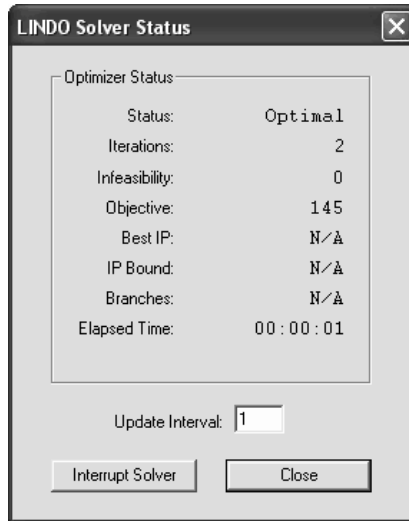 LINDO Solver Status
Optimizer Status
Status: Optimal
Iterations: 2
Infeasibility: 0
Objective: 145
Best IP: N/A
IP Bound: N/A
Branches: N/A
Elapsed Time: 00:00:01
Update Interval: 1
Interrupt Solver Close